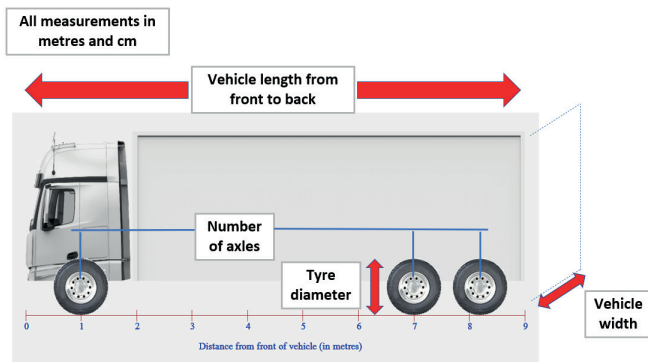 All measurements in
metres and cm
Vehicle length from
front to back
Number
of axles
Tyre
diameter
Vehicle
width
0 1 2 3 4 5 6 7 8 9
Distance from front of vehicle (in metres)